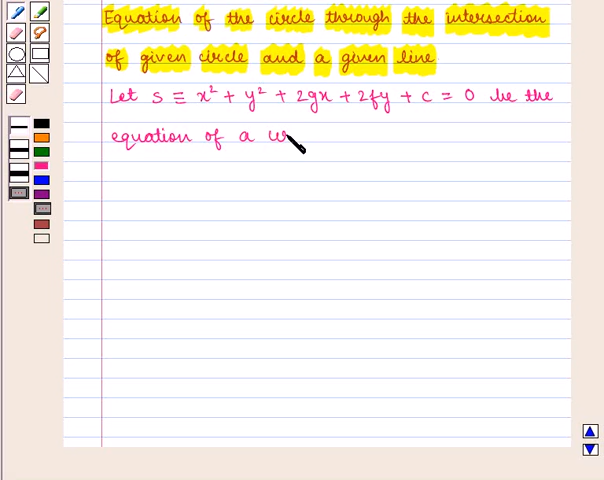 Equation of the circle through the intersection
of given circle and a given line
Let S ≡ x² + y² + 2gx + 2fy + c = 0 be the
equation of a